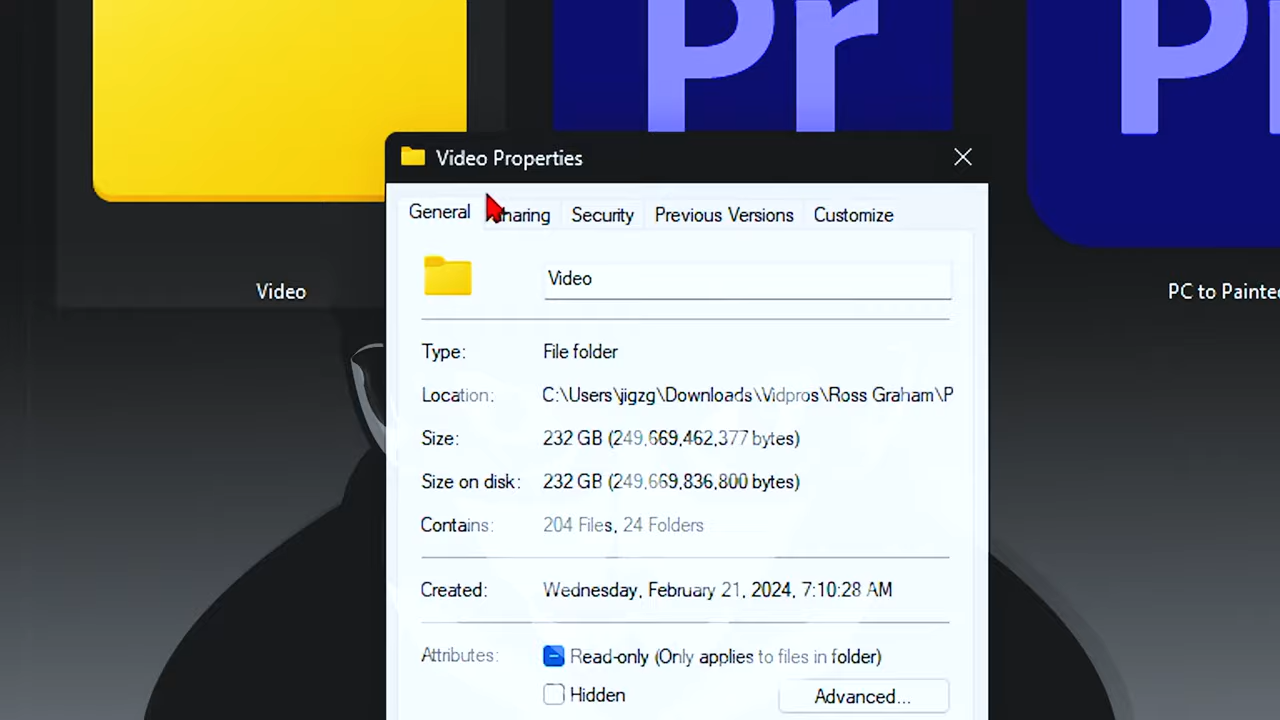 Pr
Video Properties
General
Security
Previous Versions
Customize
Video
Video
PC to
Type:
File folder
Location:
C:\Users\jigzg\Downloads\Vidpros\Ross Graham\P
Size:
232 GB (249,669,462,377 bytes)
Size on disk:
232 GB (249,669,836,800 bytes)
Contains:
204 Files, 24 Folders
Created:
Wednesday, February 21, 2024, 7:10:28 AM
Attributes:
Read-only (Only applies to files in folder)
Hidden
Advanced...